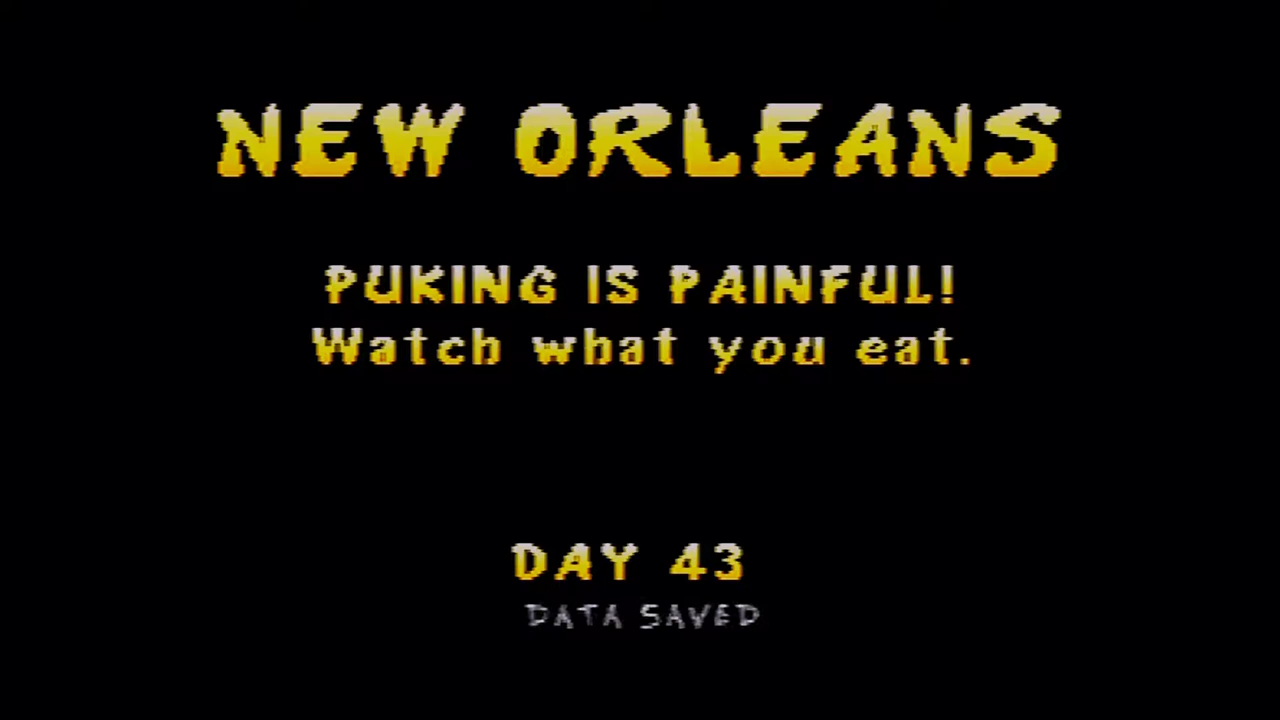 NEW ORLEANS
PUKING IS PAINFUL!
Watch what you eat.
DAY 43
DATA SAVED